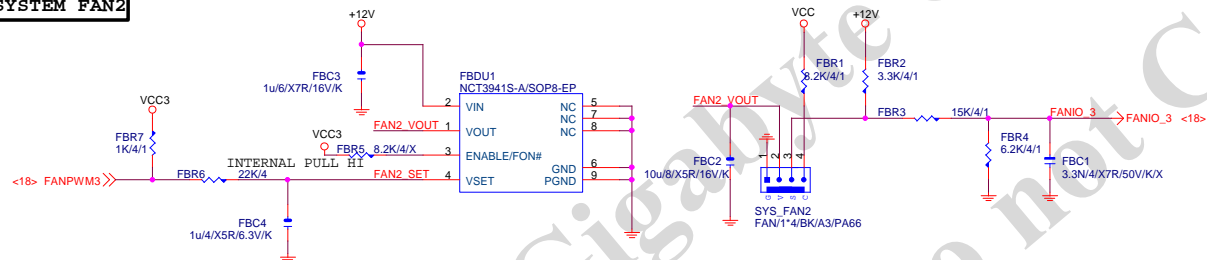 SYSTEM FAN2
+12V
FBC3
1u/6/X7R/16V/K
VCC3
FBR7
1K/4/1
<18> FANPWM3
FBR6
22K/4
INTERNAL PULL HI
VCC3
FBR5
8.2K/4/X
FAN2_VOUT
FAN2_SET
FBC4
1u/4/X5R/6.3V/K
FBDU1
NCT3941S-A/SOP8-EP
2
VIN
1
VOUT
3
ENABLE/FON#
4
VSET
NC
5
NC
7
NC
8
GND
6
PGND
9
FAN2_VOUT
FBC2
10u/8/X5R/16V/K
VCC
FBR1
8.2K/4/1
+12V
FBR2
3.3K/4/1
1
2
3
4
G
V
S
C
SYS_FAN2
FAN/1*4/BK/A3/PA66
FBR3
15K/4/1
FBR4
6.2K/4/1
FBC1
3.3N/4/X7R/50V/K/X
FANIO_3 <18>
FANIO_3
Gigabyte
o not C